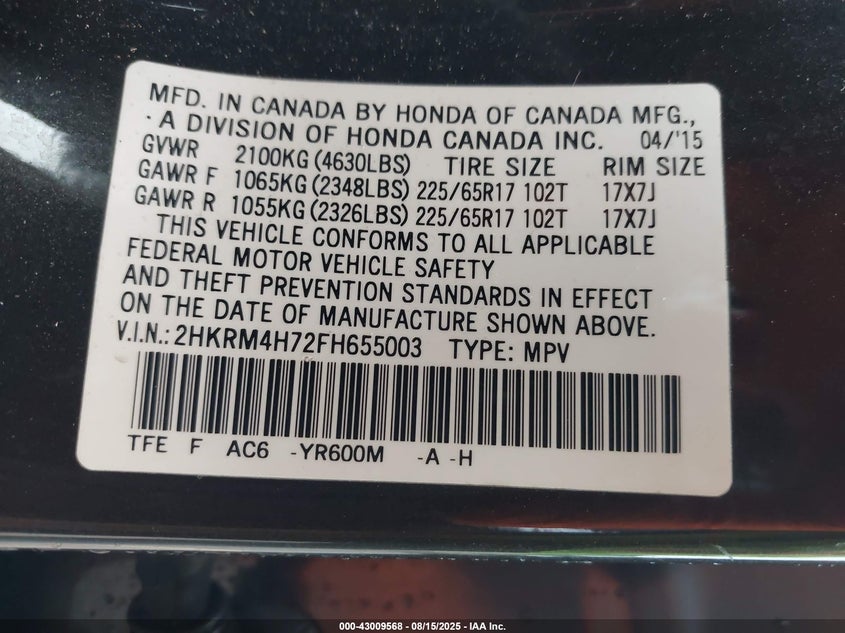 MFD. IN CANADA BY HONDA OF CANADA MFG.,
· A DIVISION OF HONDA CANADA INC. 04/'15
GVWR 2100KG (4630LBS) TIRE SIZE RIM SIZE
GAWR F 1065KG (2348LBS) 225/65R17 102T 17X7J
GAWR R 1055KG (2326LBS) 225/65R17 102T 17X7J
THIS VEHICLE CONFORMS TO ALL APPLICABLE
FEDERAL MOTOR VEHICLE SAFETY
AND THEFT PREVENTION STANDARDS IN EFFECT
ON THE DATE OF MANUFACTURE SHOWN ABOVE.
V.I.N.: 2HKRM4H72FH655003 TYPE: MPV
TFE F AC6 -YR600M -A -H
000-43009568 - 08/15/2025 - IAA Inc.